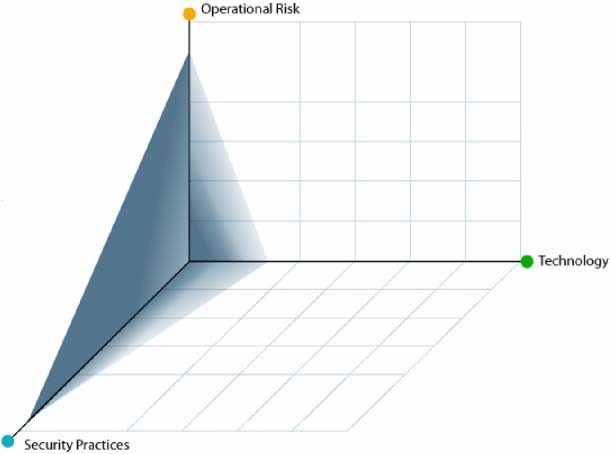 Operational Risk
Technology
Security Practices